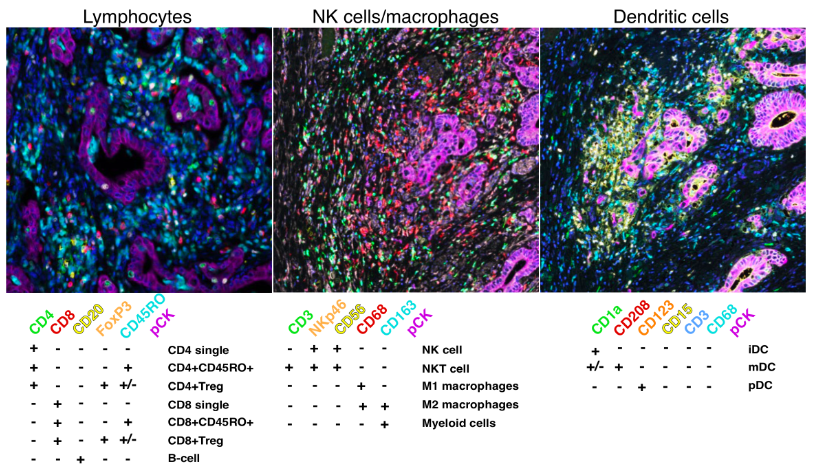 Lymphocytes
NK cells/macrophages
Dendritic cells
CD4 CD8 CD20 FoxP3 CD45RO pCK
+ - - - - CD4 single
+ - - - + CD4+CD45RO+
+ - - + +/- CD4+Treg
- + - - - CD8 single
- + - - + CD8+CD45RO+
- + - + +/- CD8+Treg
- - + - - B-cell
CD3 NKp46 CD56 CD68 CD163 pCK
- + + - - NK cell
+ + + - - NKT cell
- - - + - M1 macrophages
- - - + + M2 macrophages
- - - - + Myeloid cells
CD1a CD208 CD123 CD15 CD3 CD68 pCK
+ - - - - - iDC
+/- + - - - - mDC
- - + - - - pDC